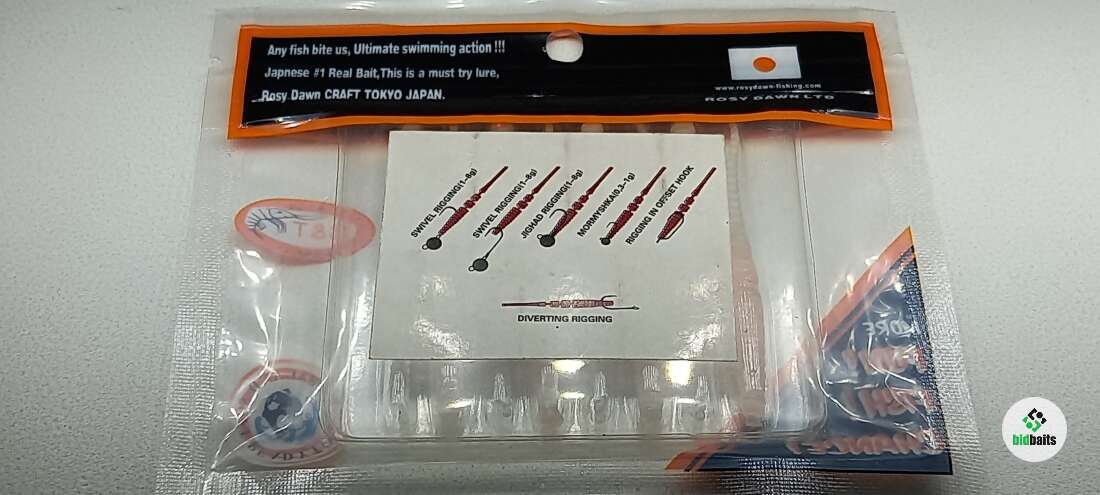 Any fish bite us, Ultimate swimming action !!!
Japnese #1 Real Bait,This is a must try lure,
Rosy Dawn CRAFT TOKYO JAPAN.
www.rosydawn-fishing.com
ROSY DAWN LTD
SWIVEL RIGGING(1~8g)
SWIVEL RIGGING(1~8g)
JIGHAD RIGGING(1~8g)
MORMYSHKA(0,3~1g)
RIGGING IN OFFSET HOOK
DIVERTING RIGGING
bidbaits